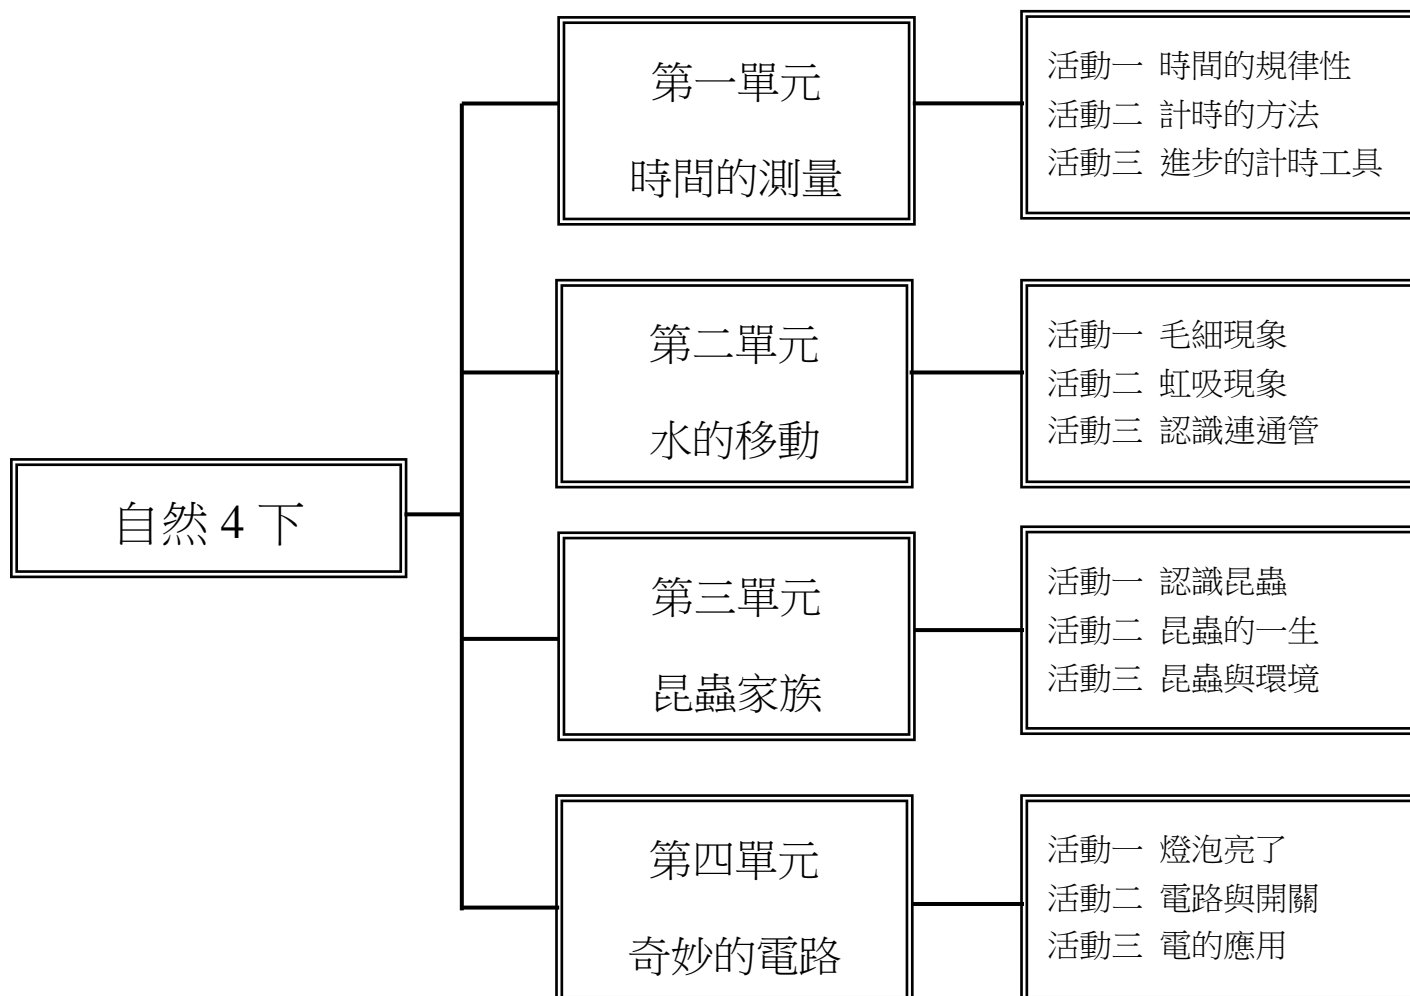 自然 4 下
第一單元
時間的測量
活動一 時間的規律性
活動二 計時的方法
活動三 進步的計時工具
第二單元
水的移動
活動一 毛細現象
活動二 虹吸現象
活動三 認識連通管
第三單元
昆蟲家族
活動一 認識昆蟲
活動二 昆蟲的一生
活動三 昆蟲與環境
第四單元
奇妙的電路
活動一 燈泡亮了
活動二 電路與開關
活動三 電的應用